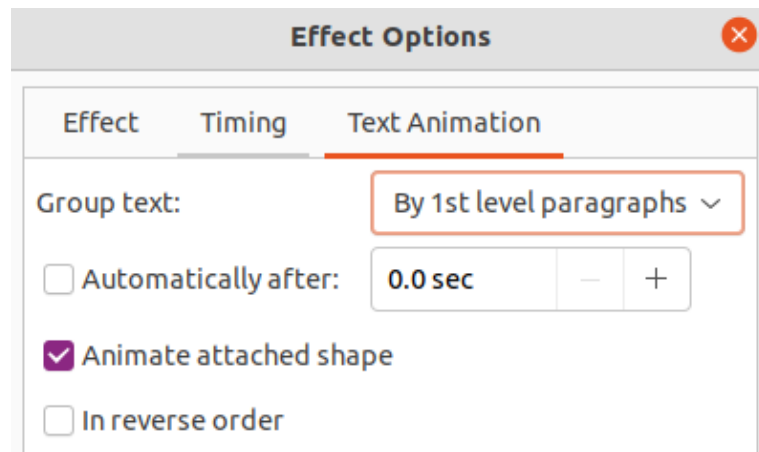 Effect Options
Effect Timing Text Animation
Group text: By 1st level paragraphs
Automatically after: 0.0 sec
Animate attached shape
In reverse order